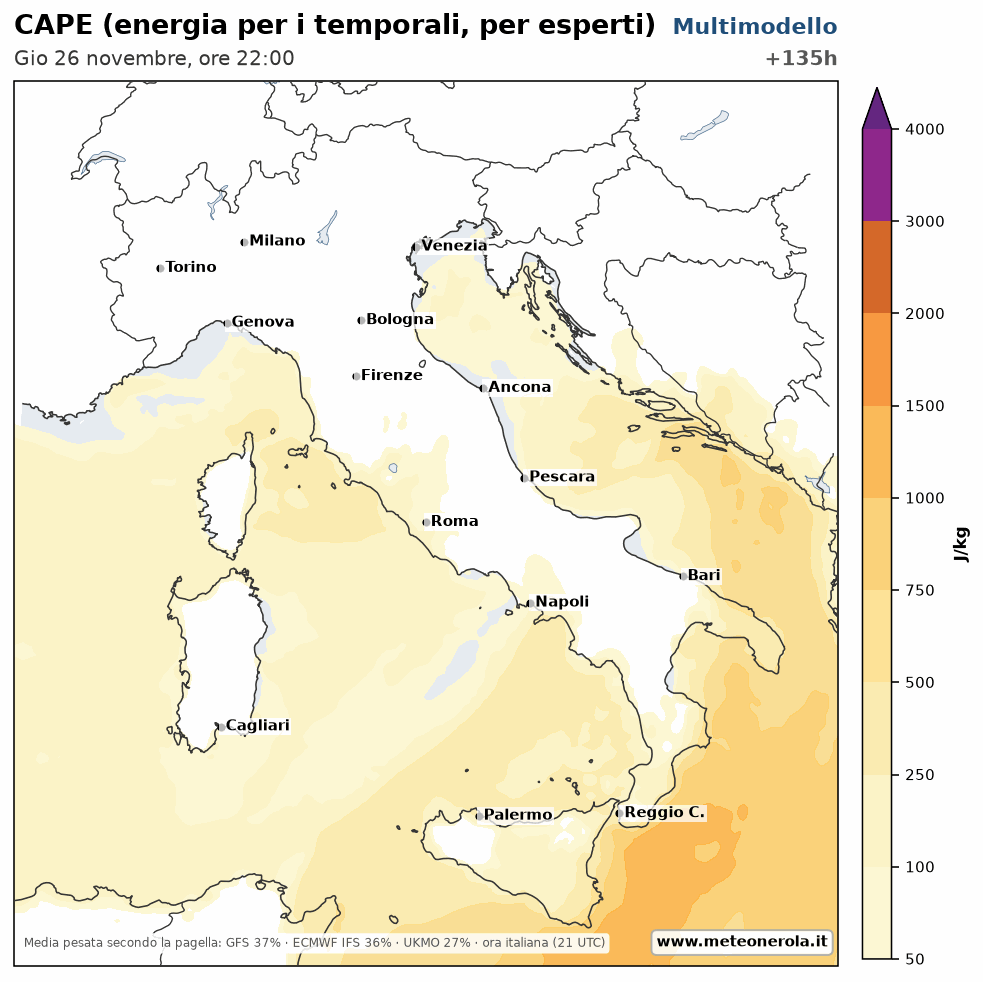 CAPE (energia per i temporali, per esperti)
Multimodello
Gio 26 novembre, ore 22:00
+135h
4000
3000
2000
1500
1000
750
500
250
100
50
J/kg
Milano
Venezia
Torino
Genova
Bologna
Firenze
Ancona
Pescara
Roma
Bari
Napoli
Cagliari
Palermo
Reggio C.
Media pesata secondo la pagella: GFS 37% · ECMWF IFS 36% · UKMO 27% · ora italiana (21 UTC)
www.meteonerola.it